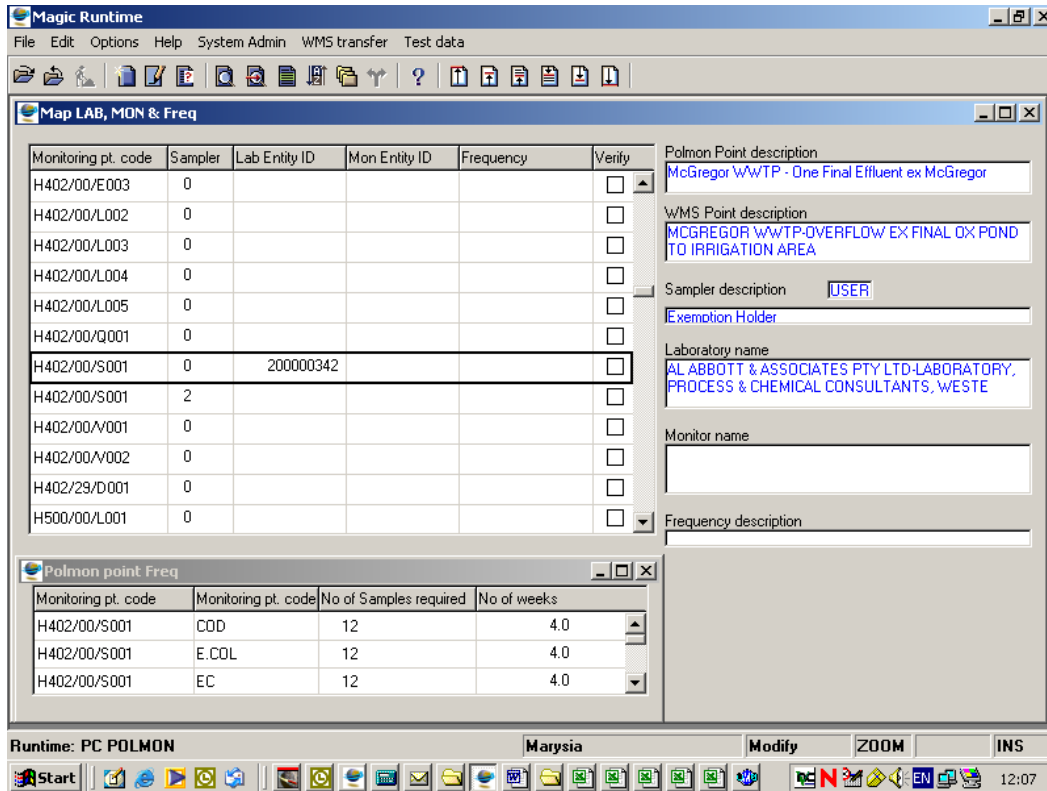 Magic Runtime
File Edit Options Help System Admin WMS transfer Test data
Map LAB, MON & Freq
Monitoring pt. code Sampler Lab Entity ID Mon Entity ID Frequency Verify
H402/00/E003 0
H402/00/L002 0
H402/00/L003 0
H402/00/L004 0
H402/00/L005 0
H402/00/Q001 0
H402/00/S001 0 200000342
H402/00/S001 2
H402/00/V001 0
H402/00/V002 0
H402/29/D001 0
H500/00/L001 0
Polmon Point description
McGregor WWTP - One Final Effluent ex McGregor
WMS Point description
MCGREGOR WWTP-OVERFLOW EX FINAL OX POND
TO IRRIGATION AREA
Sampler description USER
Exemption Holder
Laboratory name
AL ABBOTT & ASSOCIATES PTY LTD-LABORATORY,
PROCESS & CHEMICAL CONSULTANTS, WESTE
Monitor name
Frequency description
Polmon point Freq
Monitoring pt. code Monitoring pt. code No of Samples required No of weeks
H402/00/S001 COD 12 4.0
H402/00/S001 E.COL 12 4.0
H402/00/S001 EC 12 4.0
Runtime: PC POLMON Marysia Modify ZOOM INS
Start EN 12:07